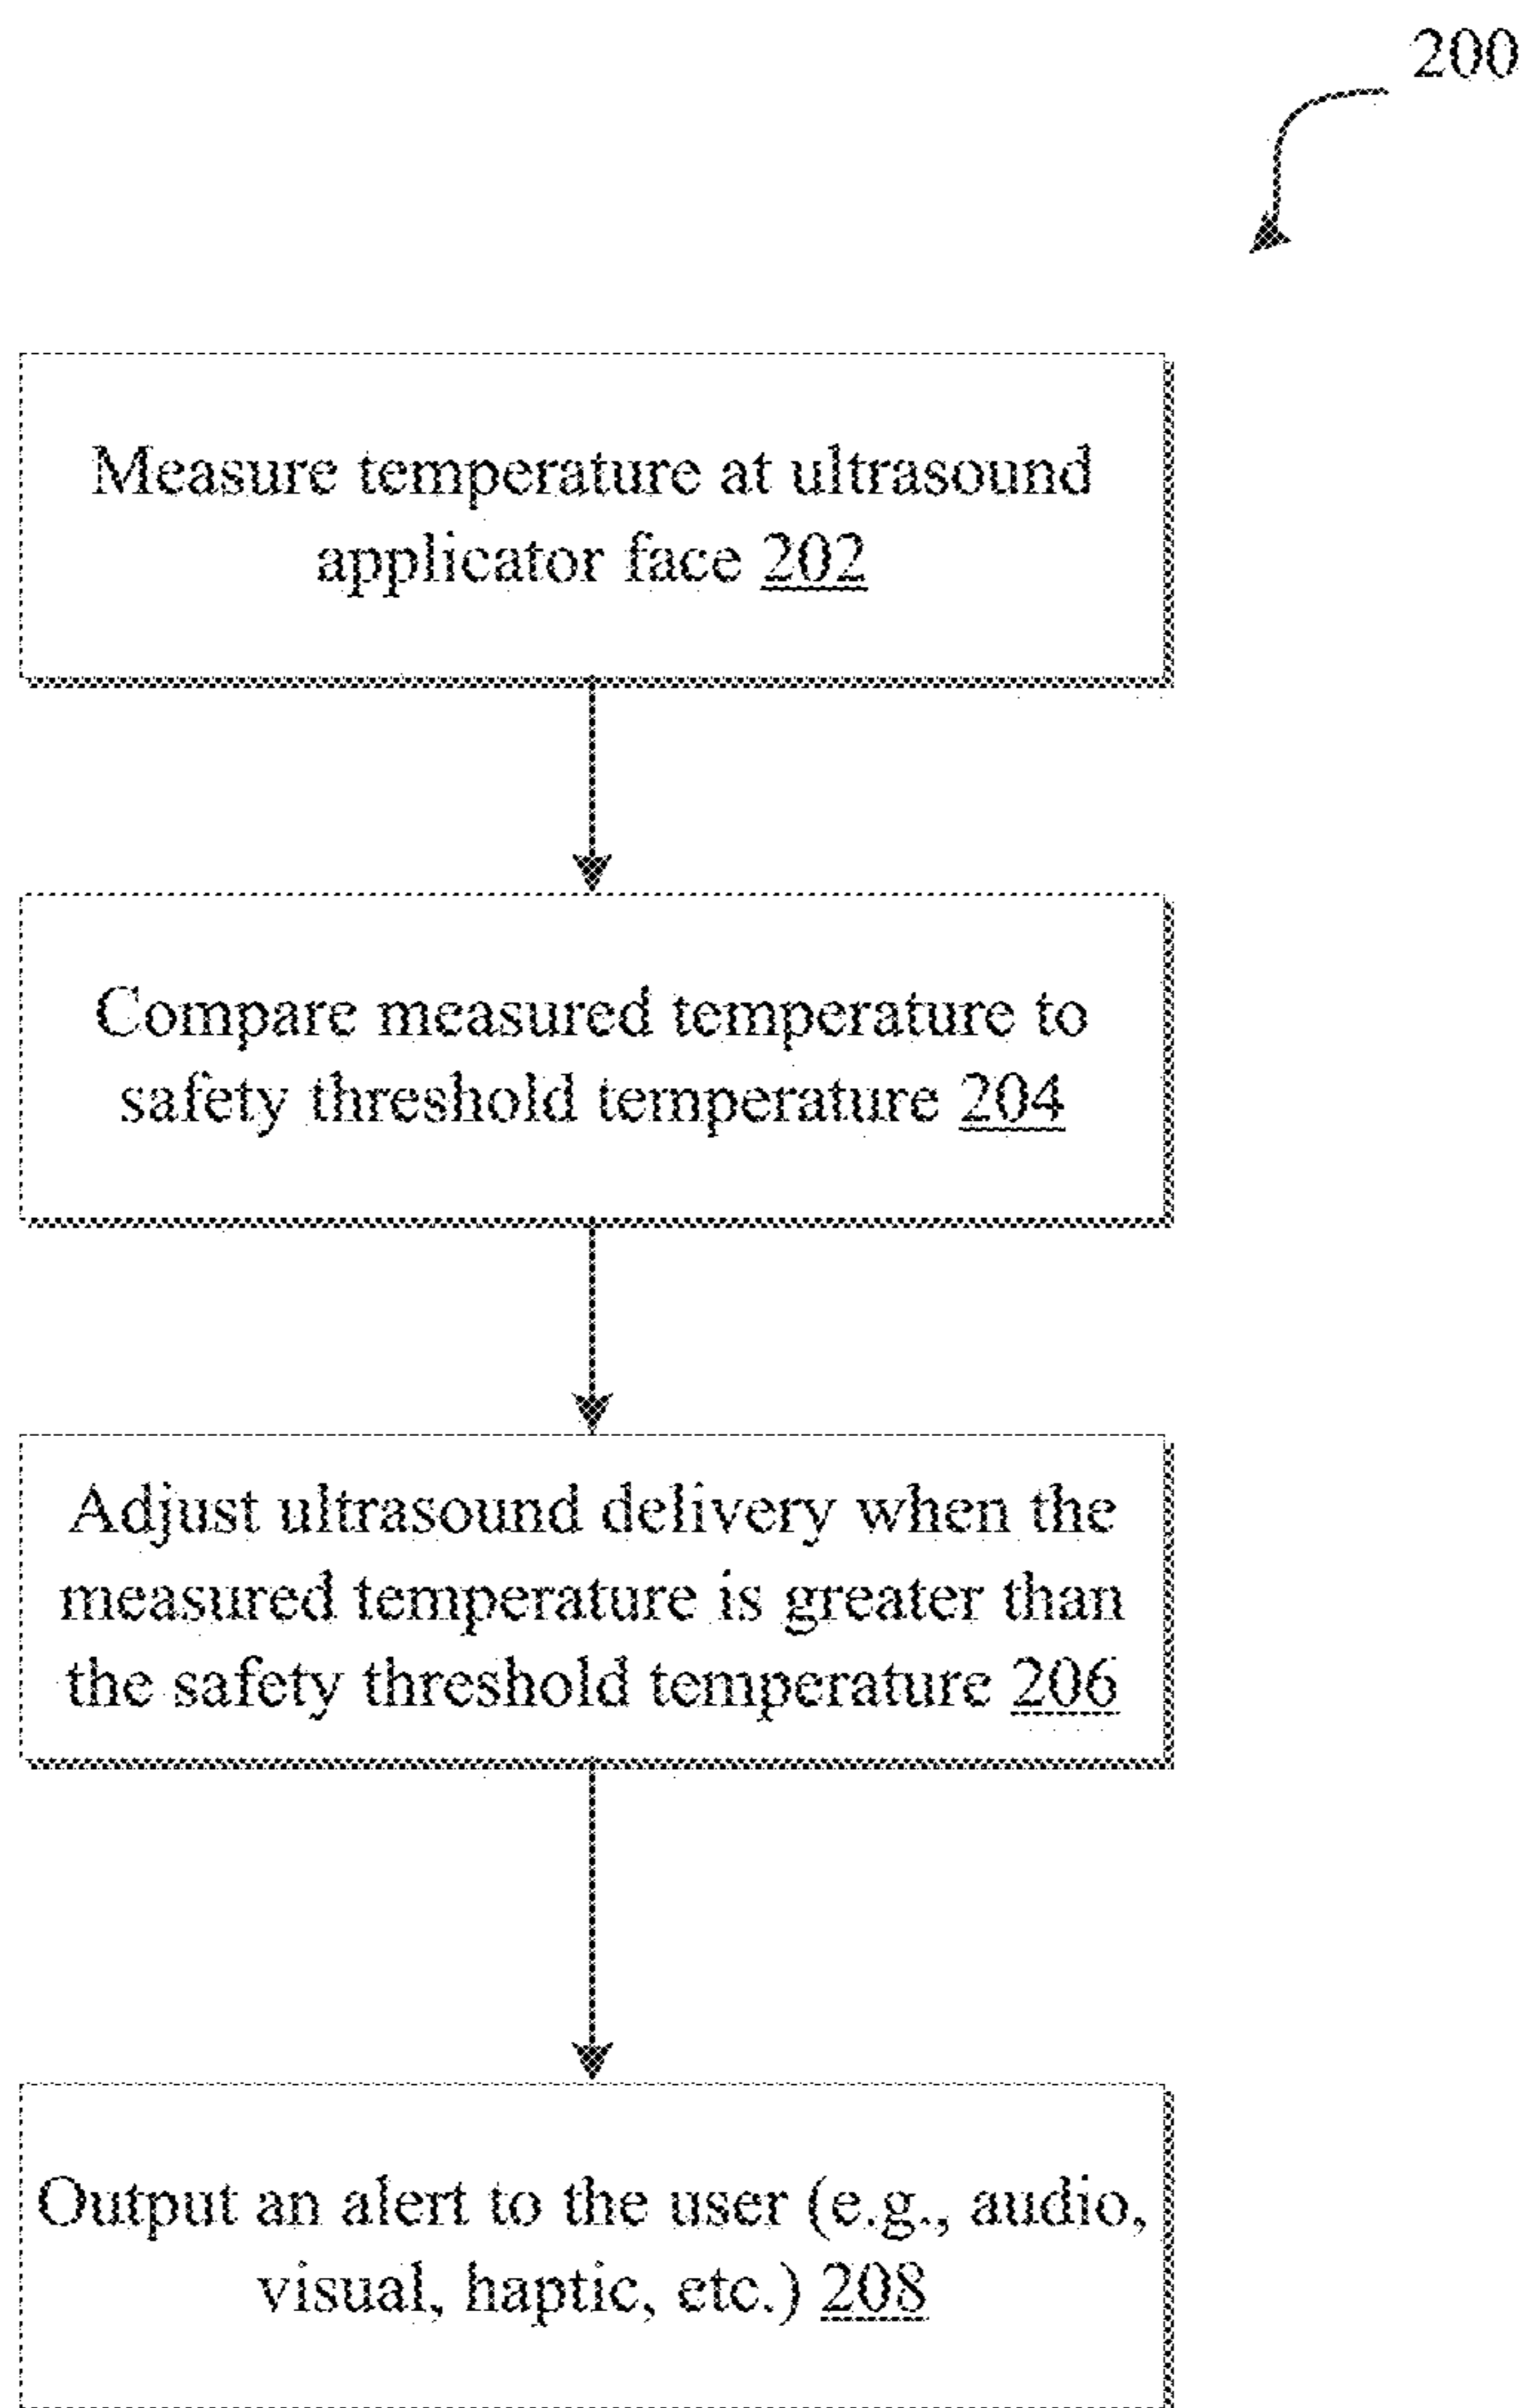 200
Measure temperature at ultrasound
applicator face 202
Compare measured temperature to
safety threshold temperature 204
Adjust ultrasound delivery when the
measured temperature is greater than
the safety threshold temperature 206
Output an alert to the user (e.g., audio,
visual, haptic, etc.) 208